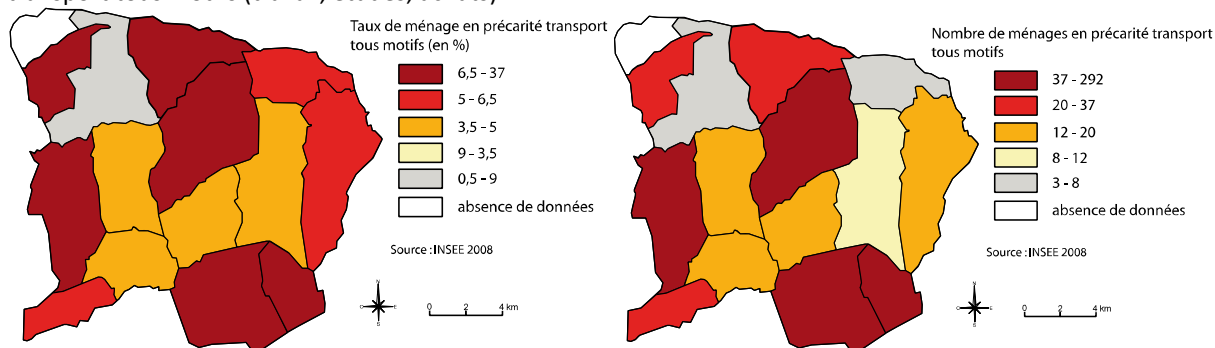 Taux de ménage en précarité transport
tous motifs (en %)
6,5 - 37
5 - 6,5
3,5 - 5
9 - 3,5
0,5 - 9
absence de données
Source : INSEE 2008
N
O
E
S
0 2 4 km
Nombre de ménages en précarité transport
tous motifs
37 - 292
20 - 37
12 - 20
8 - 12
3 - 8
absence de données
Source : INSEE 2008
N
O
E
S
0 2 4 km